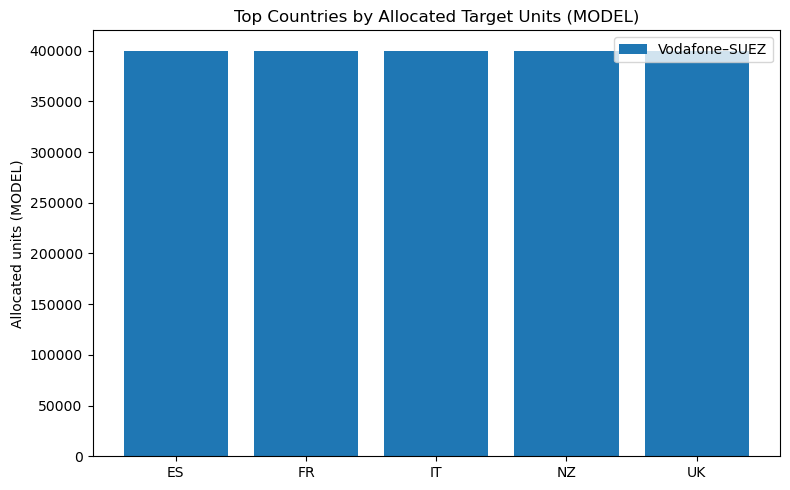 Top Countries by Allocated Target Units (MODEL)
Vodafone–SUEZ
Allocated units (MODEL)
400000
350000
300000
250000
200000
150000
100000
50000
0
ES FR IT NZ UK